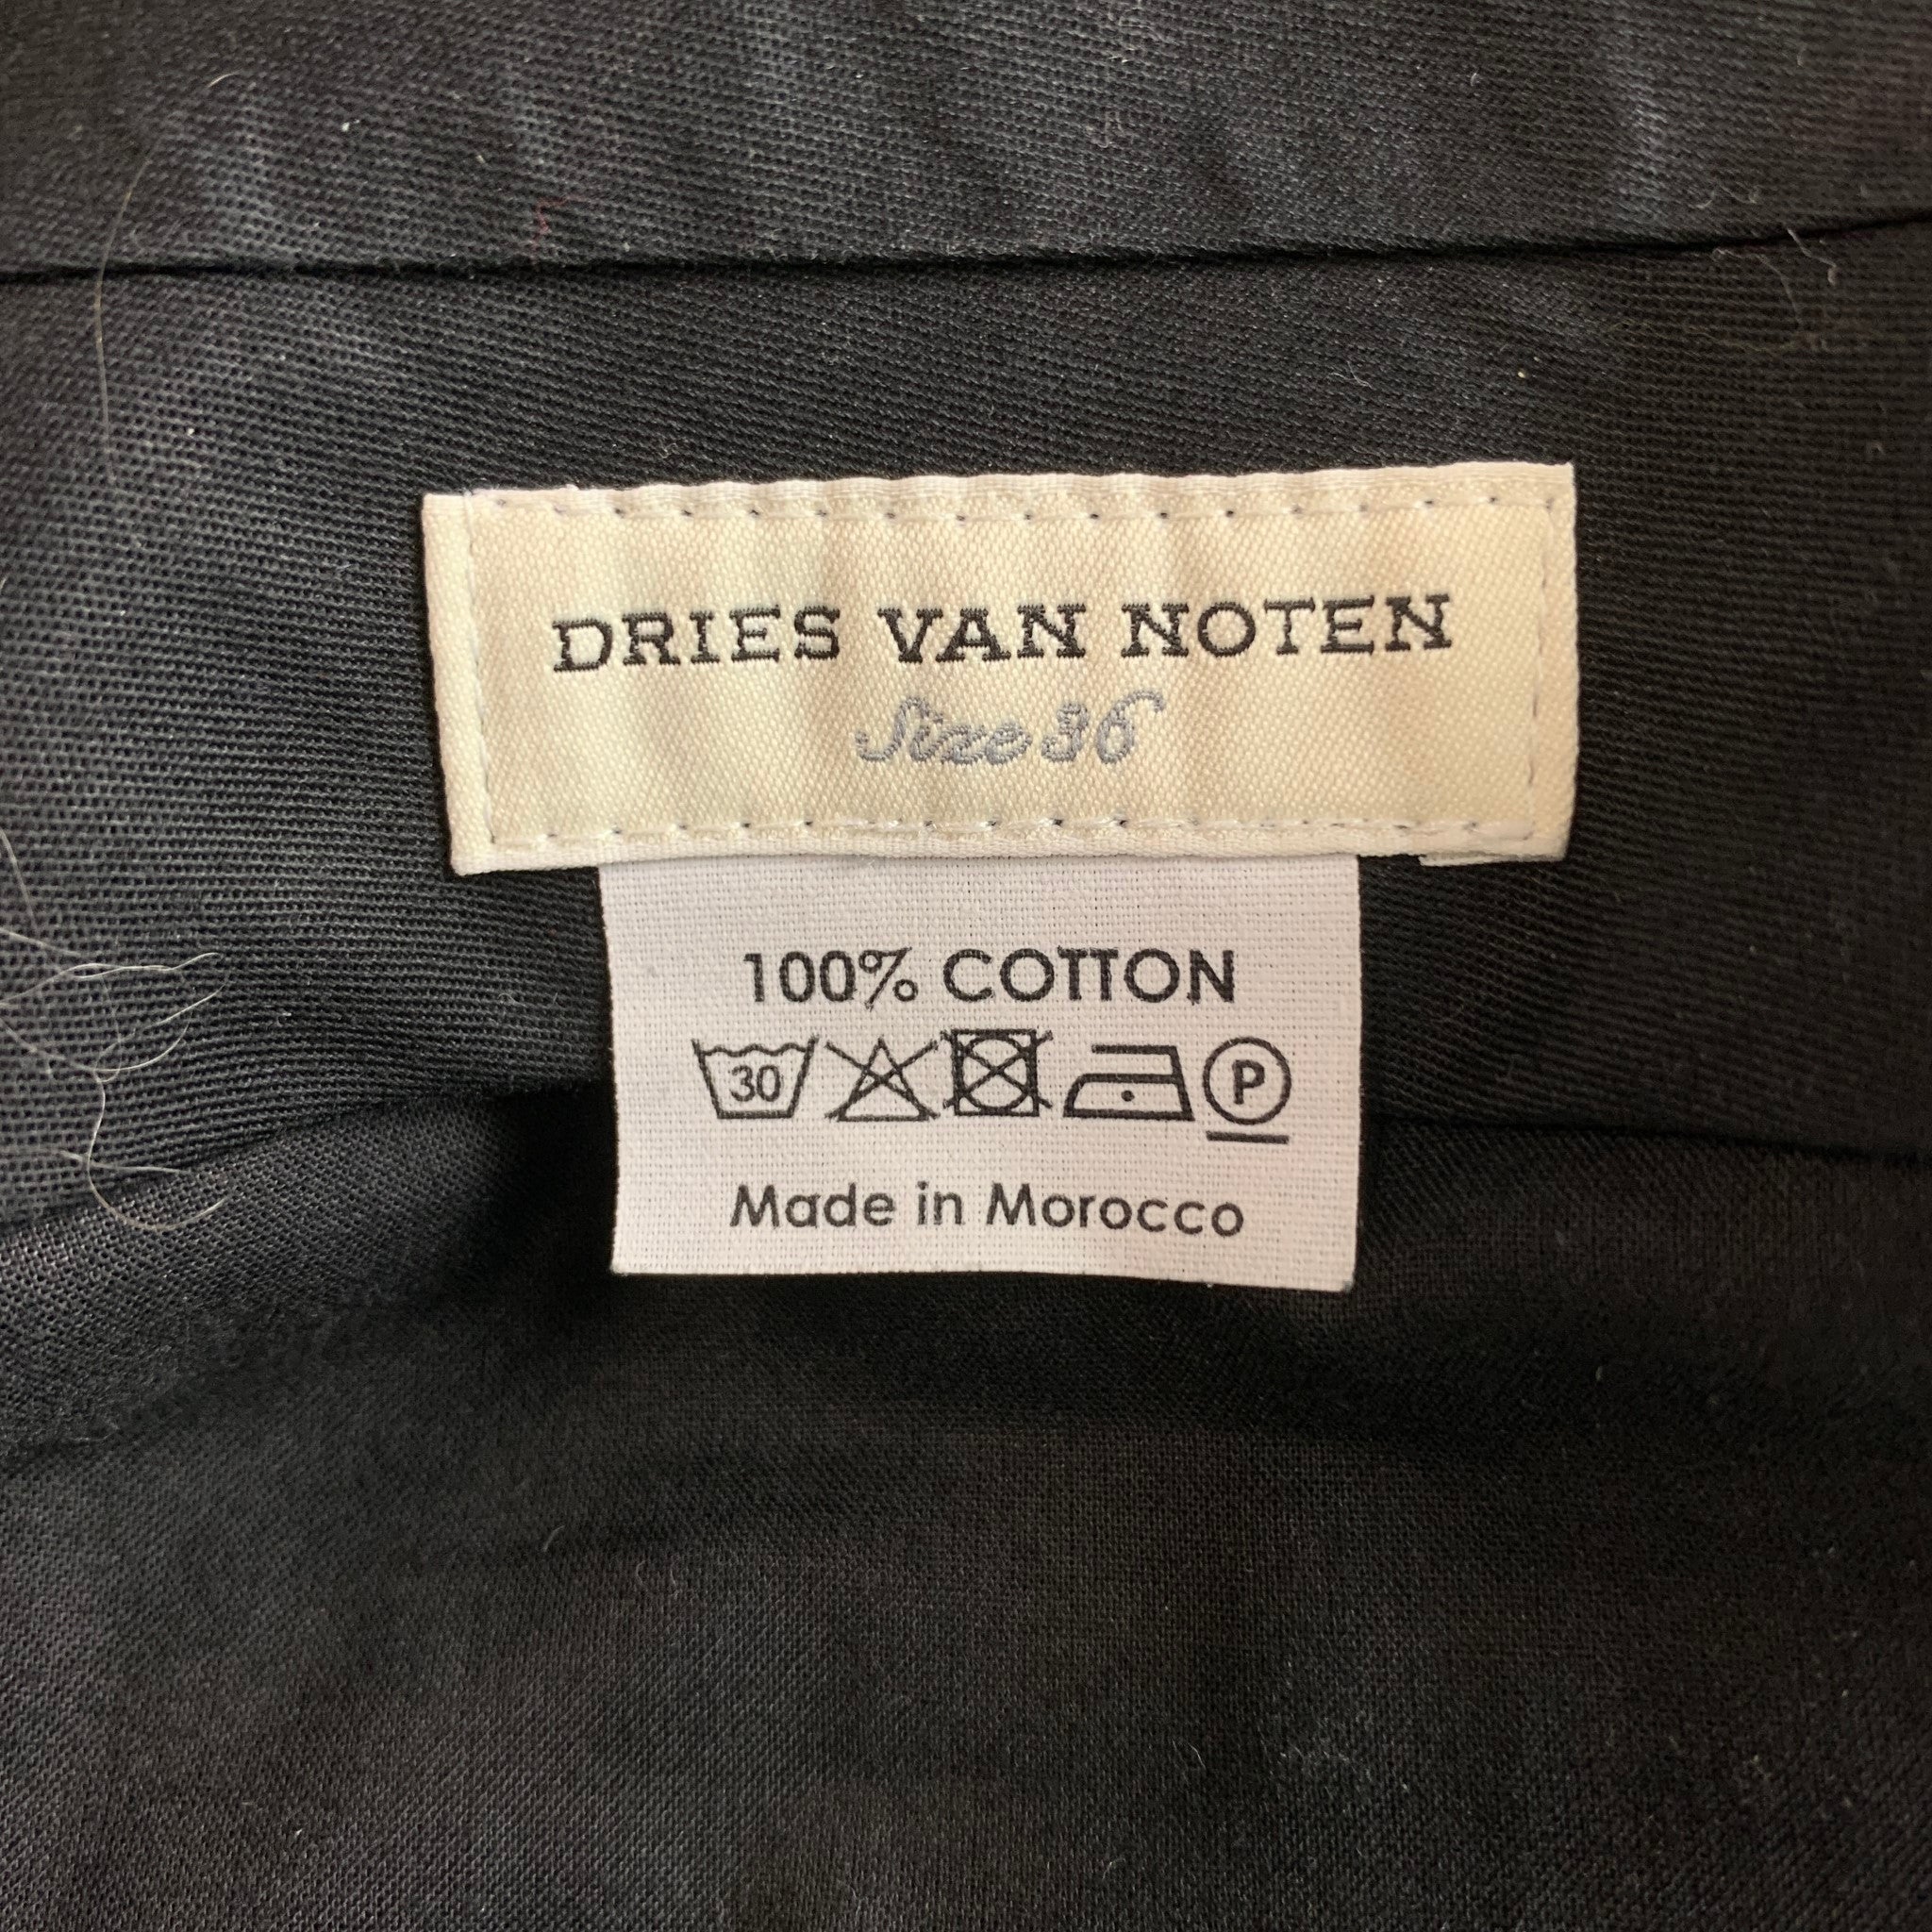 DRIES VAN NOTEN
Size 36
100% COTTON
30 P
Made in Morocco